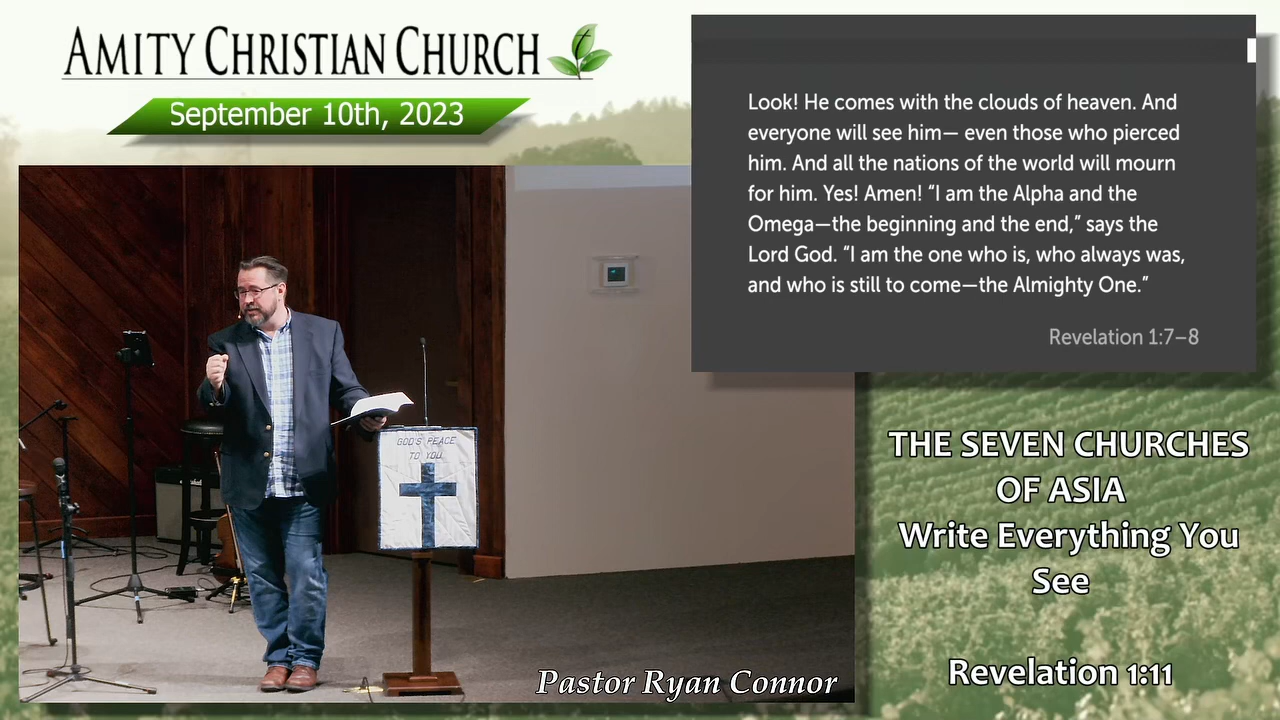 AMITY CHRISTIAN CHURCH
September 10th, 2023
Look! He comes with the clouds of heaven. And
everyone will see him— even those who pierced
him. And all the nations of the world will mourn
for him. Yes! Amen! “I am the Alpha and the
Omega—the beginning and the end,” says the
Lord God. “I am the one who is, who always was,
and who is still to come—the Almighty One.”
Revelation 1:7–8
GOD'S PEACE
TO YOU
THE SEVEN CHURCHES
OF ASIA
Write Everything You
See
Revelation 1:11
Pastor Ryan Connor